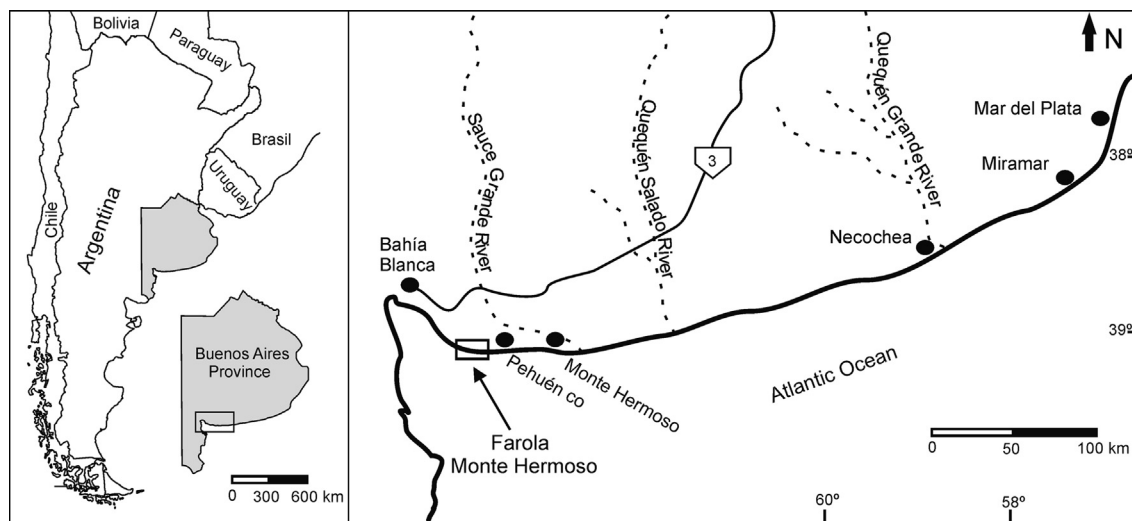 Bolivia
Paraguay
Brasil
Uruguay
Chile
Argentina
Buenos Aires
Province
0 300 600 km
N
Sauce Grande River
Quequén Salado River
Quequén Grande River
3
Mar del Plata
38º
Miramar
Necochea
Bahía
Blanca
39º
Pehuén co
Monte Hermoso
Atlantic Ocean
Farola
Monte Hermoso
0 50 100 km
60º
58º